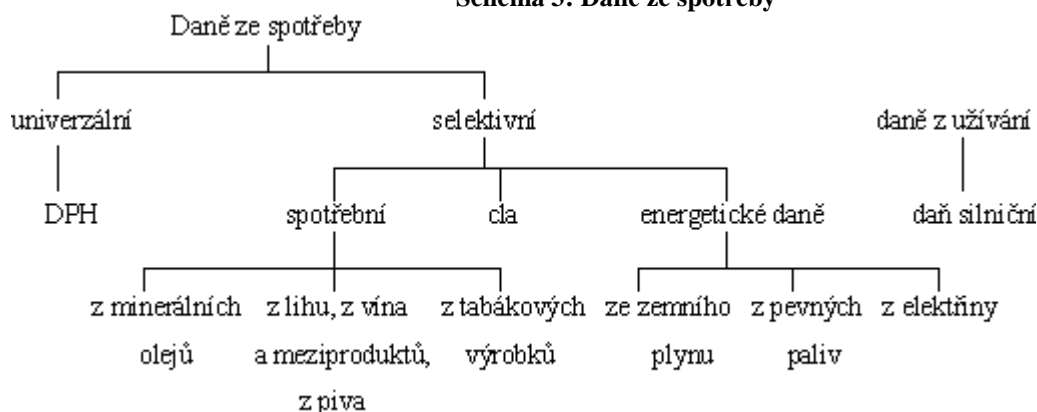 Schéma 3: Daně ze spotřeby
Daně ze spotřeby
univerzální selektivní daně z užívání
DPH spotřební cla energetické daně daň silniční
z minerálních z lihu, z vína z tabákových ze zemního z pevných z elektřiny
olejů a meziproduktů, výrobků plynu paliv
z piva